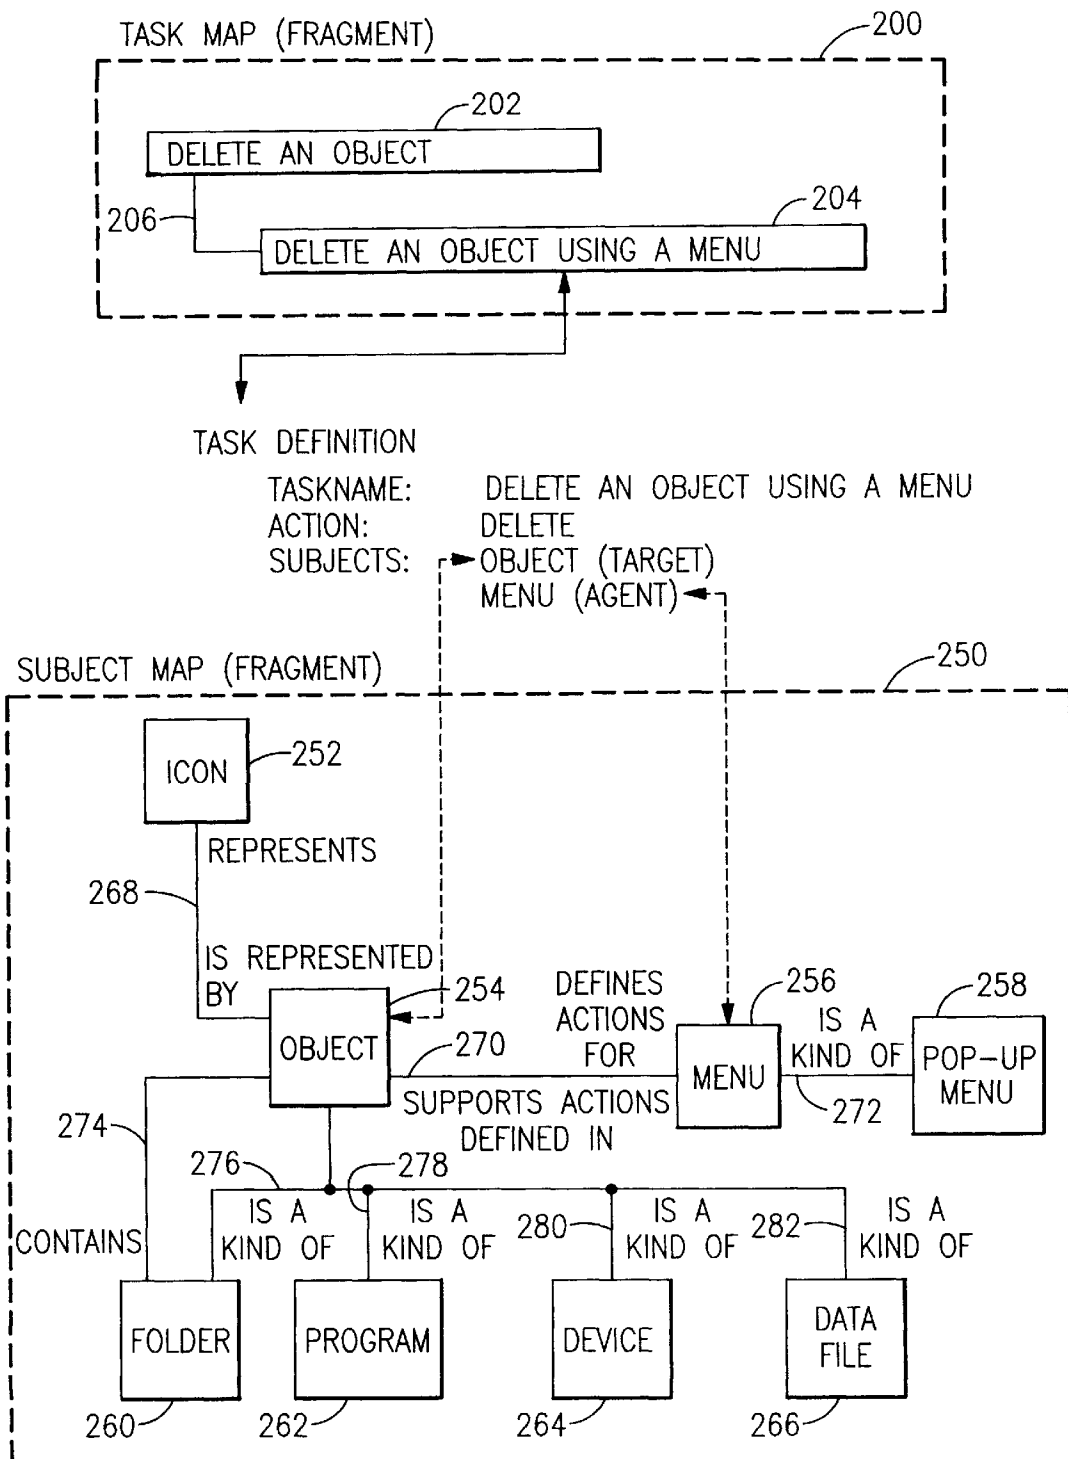 TASK MAP (FRAGMENT)
200
202
DELETE AN OBJECT
206
204
DELETE AN OBJECT USING A MENU
TASK DEFINITION
TASKNAME: DELETE AN OBJECT USING A MENU
ACTION: DELETE
SUBJECTS: OBJECT (TARGET)
MENU (AGENT)
SUBJECT MAP (FRAGMENT)
250
ICON
252
REPRESENTS
268
IS REPRESENTED
BY
254
OBJECT
270
DEFINES
ACTIONS
FOR
SUPPORTS ACTIONS
DEFINED IN
256
MENU
IS A
KIND OF
272
258
POP-UP
MENU
274
CONTAINS
276
IS A
KIND OF
278
IS A
KIND OF
280
IS A
KIND OF
282
IS A
KIND OF
FOLDER
PROGRAM
DEVICE
DATA
FILE
260
262
264
266